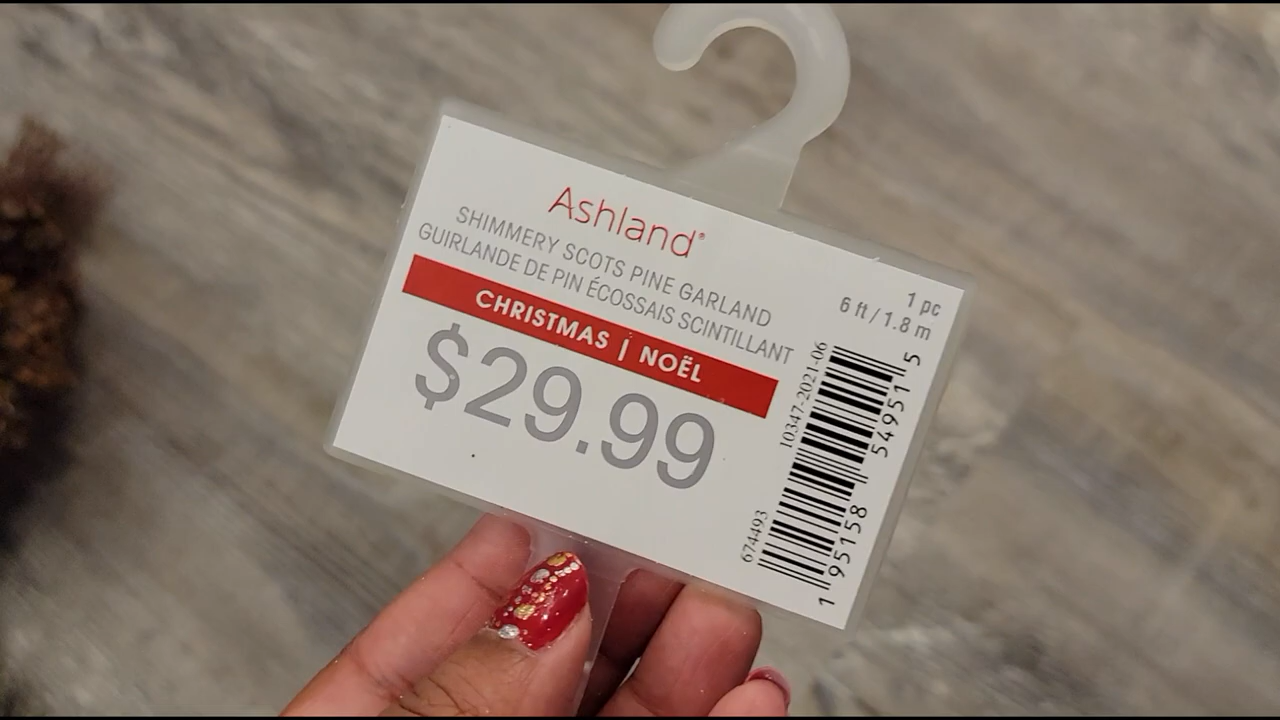 Ashland®
SHIMMERY SCOTS PINE GARLAND
GUIRLANDE DE PIN ÉCOSSAIS SCINTILLANT
CHRISTMAS | NOËL
$29.99
1 pc
6 ft / 1.8 m
10347-2021-06
674493
1 95158 54951 5